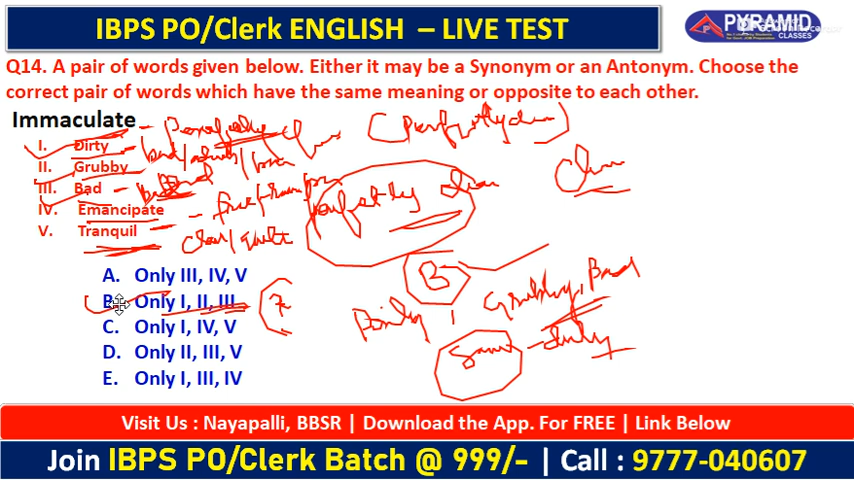 IBPS PO/Clerk ENGLISH – LIVE TEST
PYRAMID
CLASSES
Q14. A pair of words given below. Either it may be a Synonym or an Antonym. Choose the
correct pair of words which have the same meaning or opposite to each other.
Immaculate
I. Dirty
II. Grubby
III. Bad
IV. Emancipate
V. Tranquil
perfectly clean
B
Grubby, Bad
A. Only III, IV, V
B. Only I, II, III
C. Only I, IV, V
D. Only II, III, V
E. Only I, III, IV
Visit Us : Nayapalli, BBSR | Download the App. For FREE | Link Below
Join IBPS PO/Clerk Batch @ 999/- | Call : 9777-040607